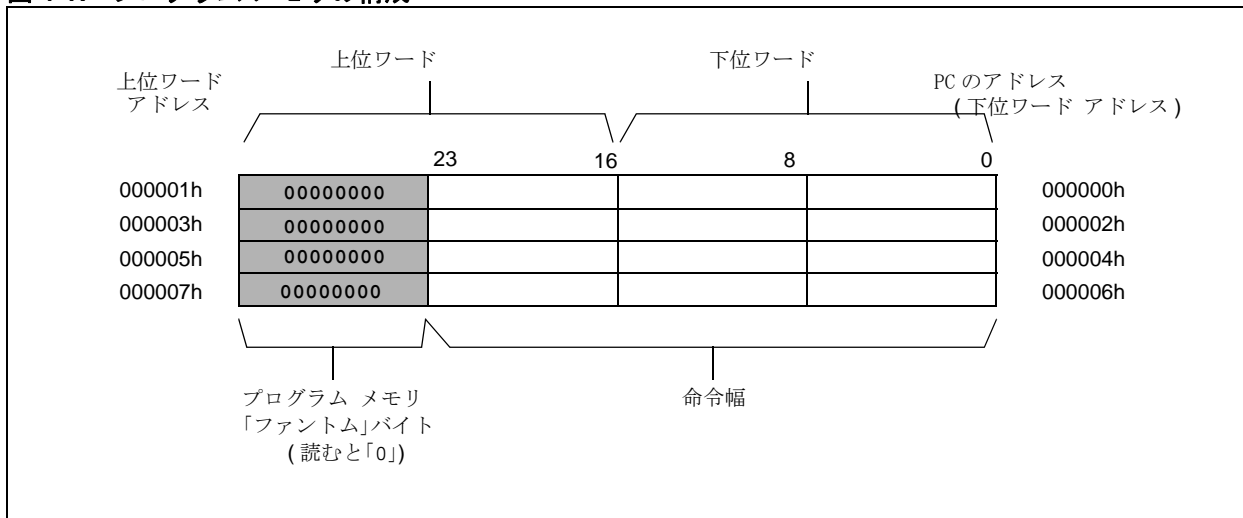 上位ワード
アドレス
上位ワード
下位ワード
PC のアドレス
( 下位ワード アドレス )
23 16 8 0
000001h 00000000 000000h
000003h 00000000 000002h
000005h 00000000 000004h
000007h 00000000 000006h
プログラム メモリ
「ファントム」バイト
( 読むと「0」)
命令幅